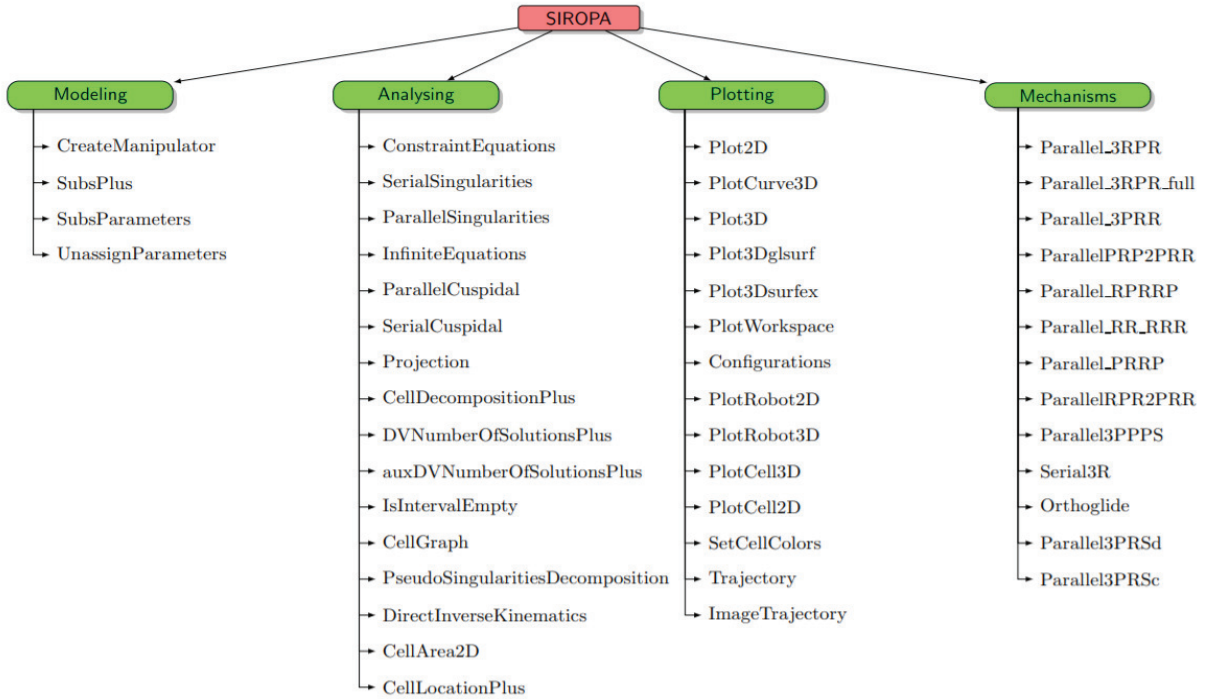 SIROPA
Modeling
CreateManipulator
SubsPlus
SubsParameters
UnassignParameters
Analysing
ConstraintEquations
SerialSingularities
ParallelSingularities
InfiniteEquations
ParallelCuspidal
SerialCuspidal
Projection
CellDecompositionPlus
DVNumberOfSolutionsPlus
auxDVNumberOfSolutionsPlus
IsIntervalEmpty
CellGraph
PseudoSingularitiesDecomposition
DirectInverseKinematics
CellArea2D
CellLocationPlus
Plotting
Plot2D
PlotCurve3D
Plot3D
Plot3Dglsurf
Plot3Dsurfex
PlotWorkspace
Configurations
PlotRobot2D
PlotRobot3D
PlotCell3D
PlotCell2D
SetCellColors
Trajectory
ImageTrajectory
Mechanisms
Parallel_3RPR
Parallel_3RPR_full
Parallel_3PRR
ParallelPRP2PRR
Parallel_RPRRP
Parallel_RR_RRR
Parallel_PRRP
ParallelRPR2PRR
Parallel3PPPS
Serial3R
Orthoglide
Parallel3PRSd
Parallel3PRSc